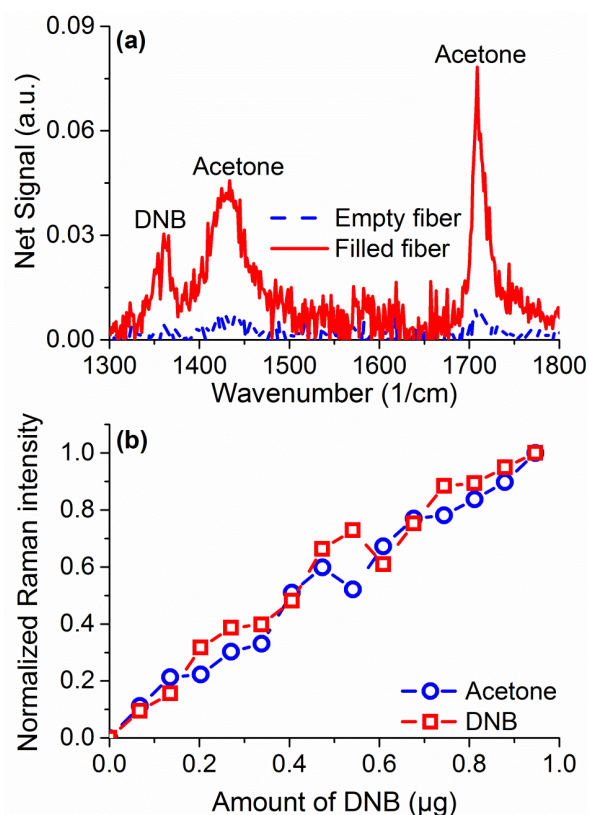 (a)
Acetone
Acetone
DNB
Empty fiber
Filled fiber
Net Signal (a.u.)
0.09
0.06
0.03
0.00
1300 1400 1500 1600 1700 1800
Wavenumber (1/cm)
(b)
Normalized Raman intensity
1.0
0.8
0.6
0.4
0.2
0.0
Acetone
DNB
0.0 0.2 0.4 0.6 0.8 1.0
Amount of DNB (μg)